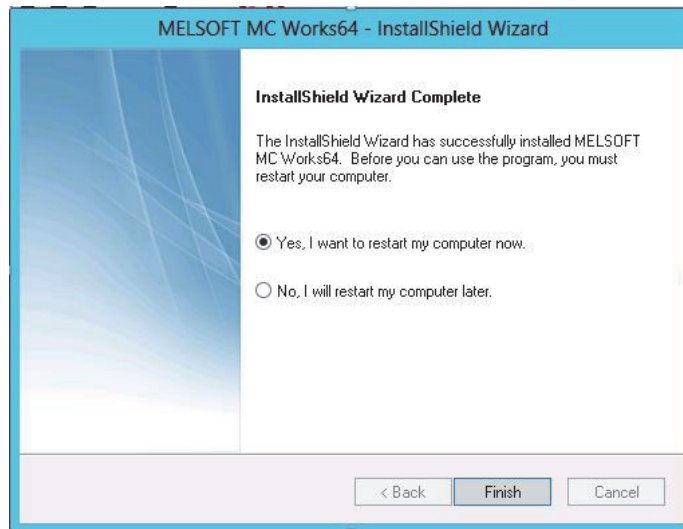 MELSOFT MC Works64 - InstallShield Wizard
InstallShield Wizard Complete
The InstallShield Wizard has successfully installed MELSOFT
MC Works64. Before you can use the program, you must
restart your computer.
Yes, I want to restart my computer now.
No, I will restart my computer later.
< Back Finish Cancel